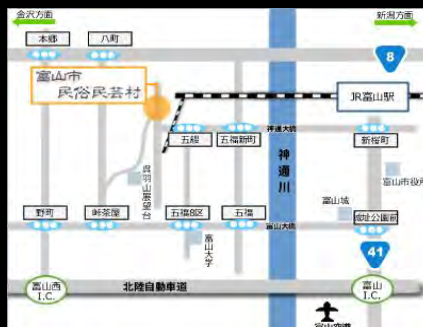 金沢方面
新潟方面
本郷
八町
8
富山市
民俗民芸村
JR富山駅
神通大橋
五艘
五福新町
新桜町
呉羽山展望台
神通川
富山市役所
富山城
野町
峠茶屋
五福8区
五福
富山大橋
城址公園前
富山大学
41
富山西
I.C.
北陸自動車道
富山
I.C.
富山空港